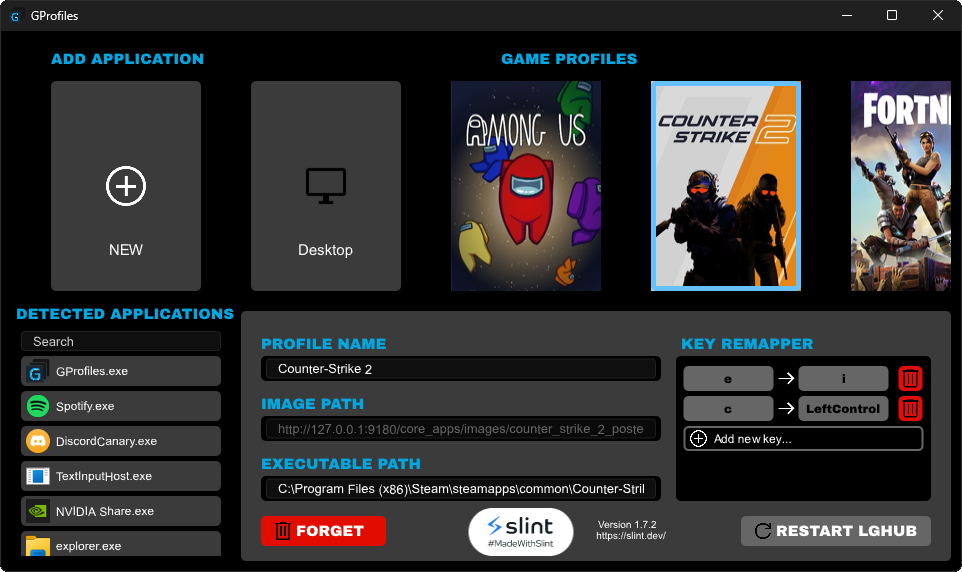 GProfiles
ADD APPLICATION
GAME PROFILES
NEW
Desktop
AMONG US
COUNTER
STRIKE 2
FORTN
DETECTED APPLICATIONS
Search
GProfiles.exe
Spotify.exe
DiscordCanary.exe
TextInputHost.exe
NVIDIA Share.exe
explorer.exe
PROFILE NAME
Counter-Strike 2
IMAGE PATH
http://127.0.0.1:9180/core_apps/images/counter_strike_2_poste
EXECUTABLE PATH
C:\Program Files (x86)\Steam\steamapps\common\Counter-Stril
FORGET
slint
#MadeWithSlint
Version 1.7.2
https://slint.dev/
KEY REMAPPER
e → i
c → LeftControl
Add new key...
RESTART LGHUB